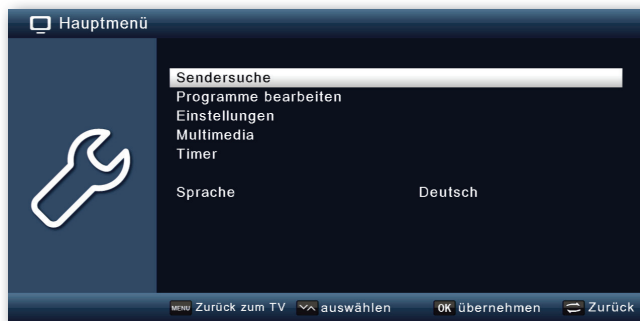 Hauptmenü
Sendersuche
Programme bearbeiten
Einstellungen
Multimedia
Timer
Sprache Deutsch
MENU Zurück zum TV auswählen OK übernehmen Zurück